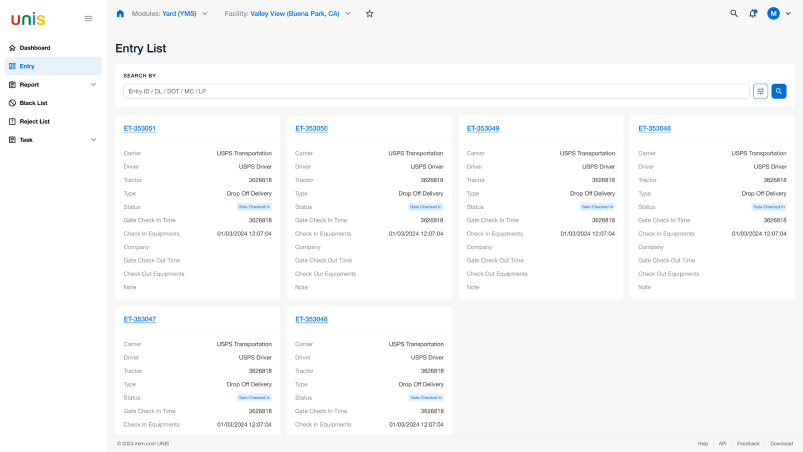 UNIS
Modules: Yard (YMS)
Facility: Valley View (Buena Park, CA)
M
Dashboard
Entry
Report
Black List
Reject List
Task
Entry List
SEARCH BY
Entry ID / DL / DOT / MC / LP
ET-353051
Carrier USPS Transportation
Driver USPS Driver
Tractor 3626818
Type Drop Off Delivery
Status Gate Checked In
Gate Check In Time 3626818
Check In Equipments 01/03/2024 12:07:04
Company
Gate Check Out Time
Check Out Equipments
Note
ET-353050
Carrier USPS Transportation
Driver USPS Driver
Tractor 3626818
Type Drop Off Delivery
Status Gate Checked In
Gate Check In Time 3626818
Check In Equipments 01/03/2024 12:07:04
Company
Gate Check Out Time
Check Out Equipments
Note
ET-353049
Carrier USPS Transportation
Driver USPS Driver
Tractor 3626818
Type Drop Off Delivery
Status Gate Checked In
Gate Check In Time 3626818
Check In Equipments 01/03/2024 12:07:04
Company
Gate Check Out Time
Check Out Equipments
Note
ET-353048
Carrier USPS Transportation
Driver USPS Driver
Tractor 3626818
Type Drop Off Delivery
Status Gate Checked In
Gate Check In Time 3626818
Check In Equipments 01/03/2024 12:07:04
Company
Gate Check Out Time
Check Out Equipments
Note
ET-353047
Carrier USPS Transportation
Driver USPS Driver
Tractor 3626818
Type Drop Off Delivery
Status Gate Checked In
Gate Check In Time 3626818
Check In Equipments 01/03/2024 12:07:04
ET-353046
Carrier USPS Transportation
Driver USPS Driver
Tractor 3626818
Type Drop Off Delivery
Status Gate Checked In
Gate Check In Time 3626818
Check In Equipments 01/03/2024 12:07:04
© 2024 item.com UNIS
Help
API
Feedback
Download